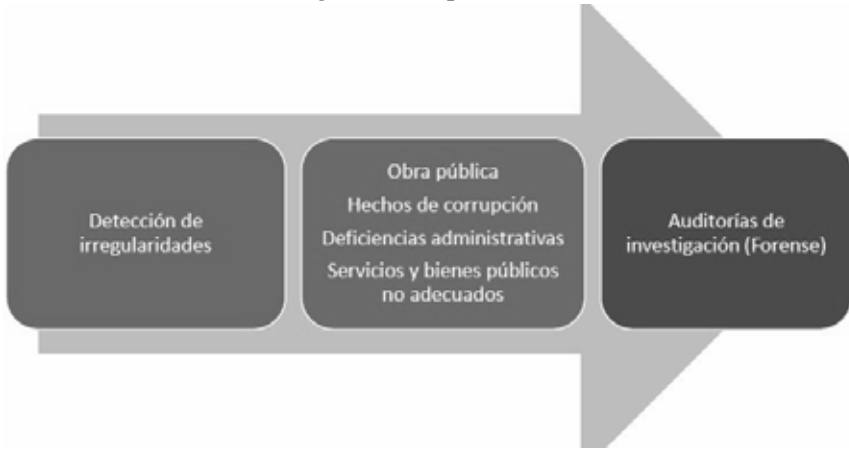 Detección de
irregularidades
Obra pública
Hechos de corrupción
Deficiencias administrativas
Servicios y bienes públicos
no adecuados
Auditorías de
investigación (Forense)